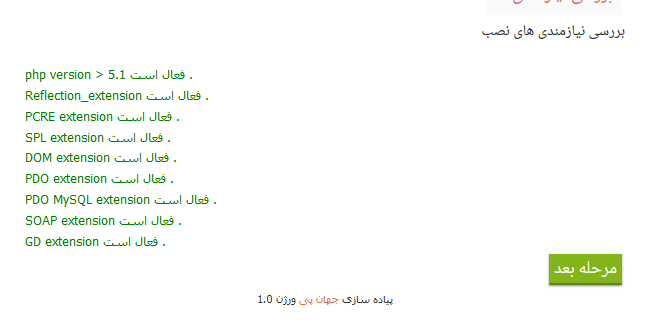 بررسی نیازمندی های نصب
php version > 5.1 فعال است .
Reflection_extension فعال است .
PCRE extension فعال است .
SPL extension فعال است .
DOM extension فعال است .
PDO extension فعال است .
PDO MySQL extension فعال است .
SOAP extension فعال است .
GD extension فعال است .
مرحله بعد
پیاده سازی جهان پی ورژن 1.0